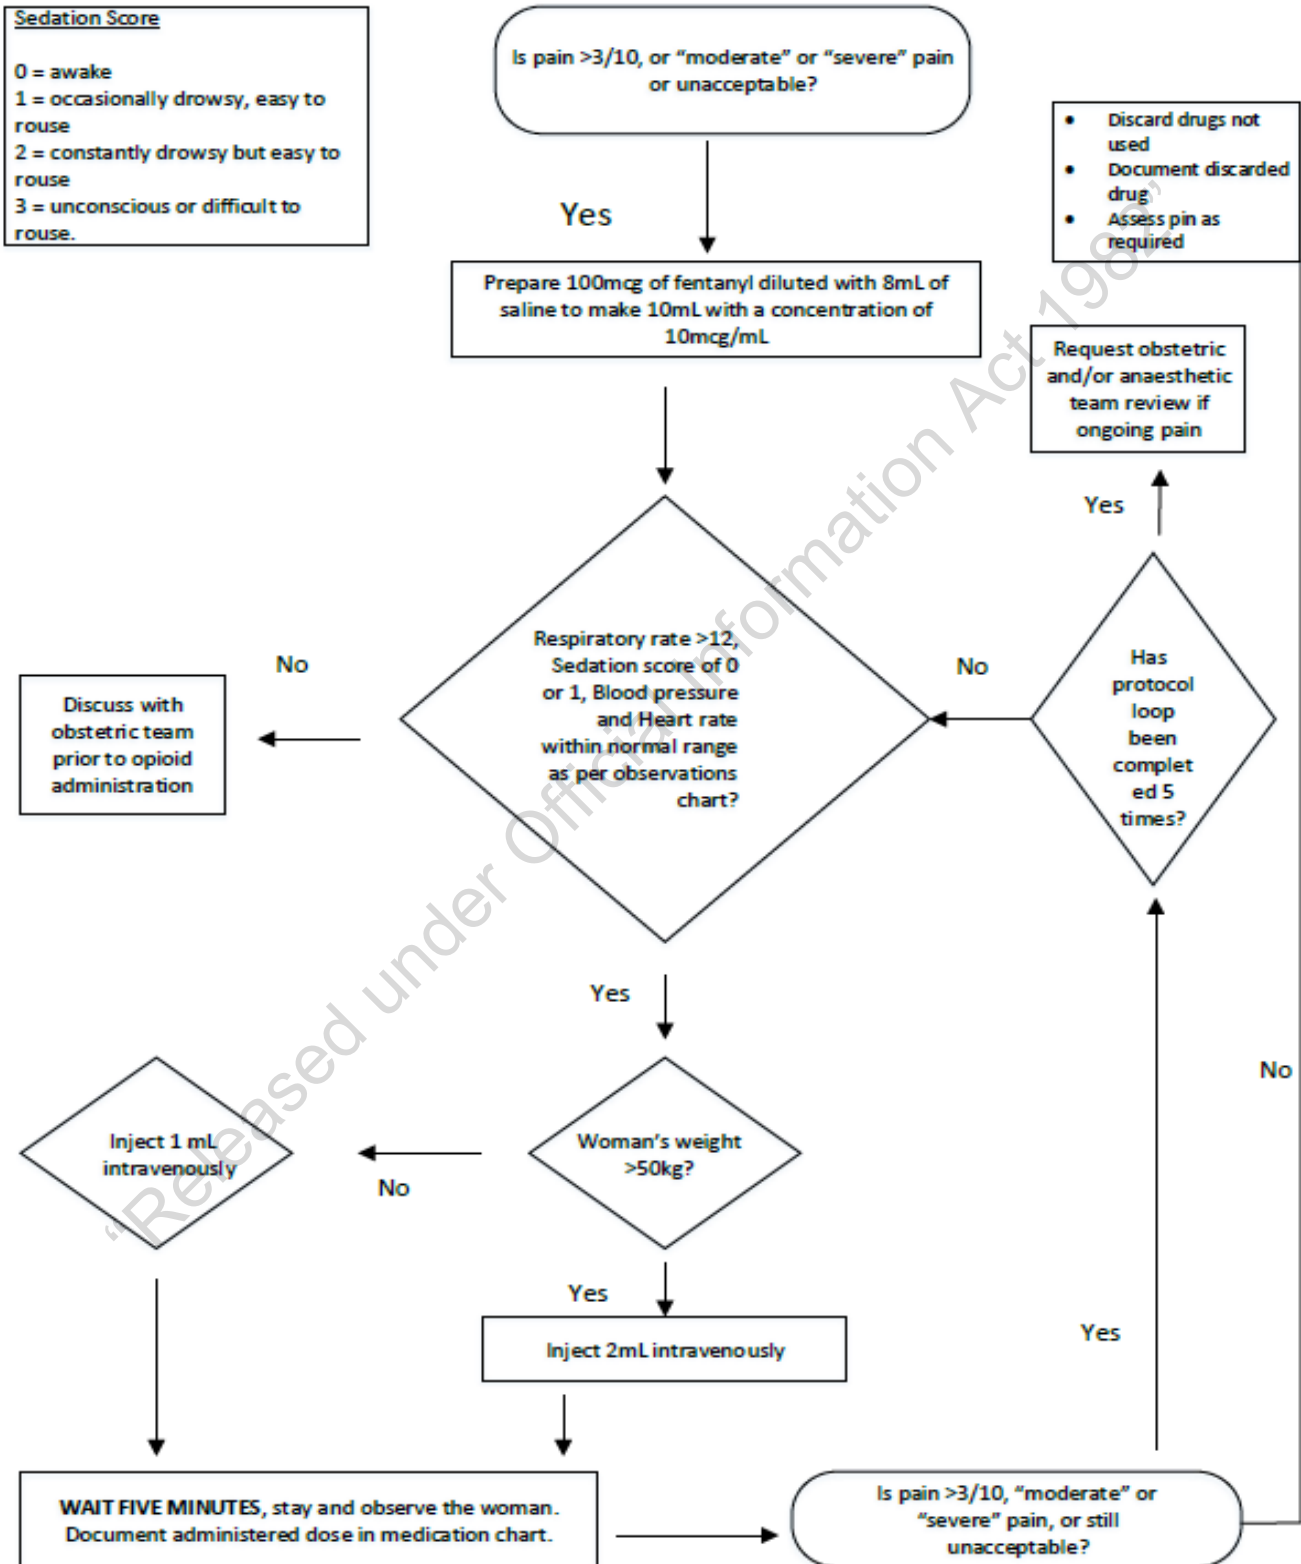 Sedation Score
0 = awake
1 = occasionally drowsy, easy to
rouse
2 = constantly drowsy but easy to
rouse
3 = unconscious or difficult to
rouse.
Is pain >3/10, or “moderate” or “severe” pain
or unacceptable?
• Discard drugs not
used
• Document discarded
drug
• Assess pin as
required
Yes
Prepare 100mcg of fentanyl diluted with 8mL of
saline to make 10mL with a concentration of
10mcg/mL
Request obstetric
and/or anaesthetic
team review if
ongoing pain
Yes
Respiratory rate >12,
Sedation score of 0
or 1, Blood pressure
and Heart rate
within normal range
as per observations
chart?
No
Discuss with
obstetric team
prior to opioid
administration
No
Has
protocol
loop
been
complet
ed 5
times?
Yes
Woman’s weight
>50kg?
No
Inject 1 mL
intravenously
Yes
Inject 2mL intravenously
No
Yes
WAIT FIVE MINUTES, stay and observe the woman.
Document administered dose in medication chart.
Is pain >3/10, “moderate” or
“severe” pain, or still
unacceptable?
“Released under Official Information Act 1982”